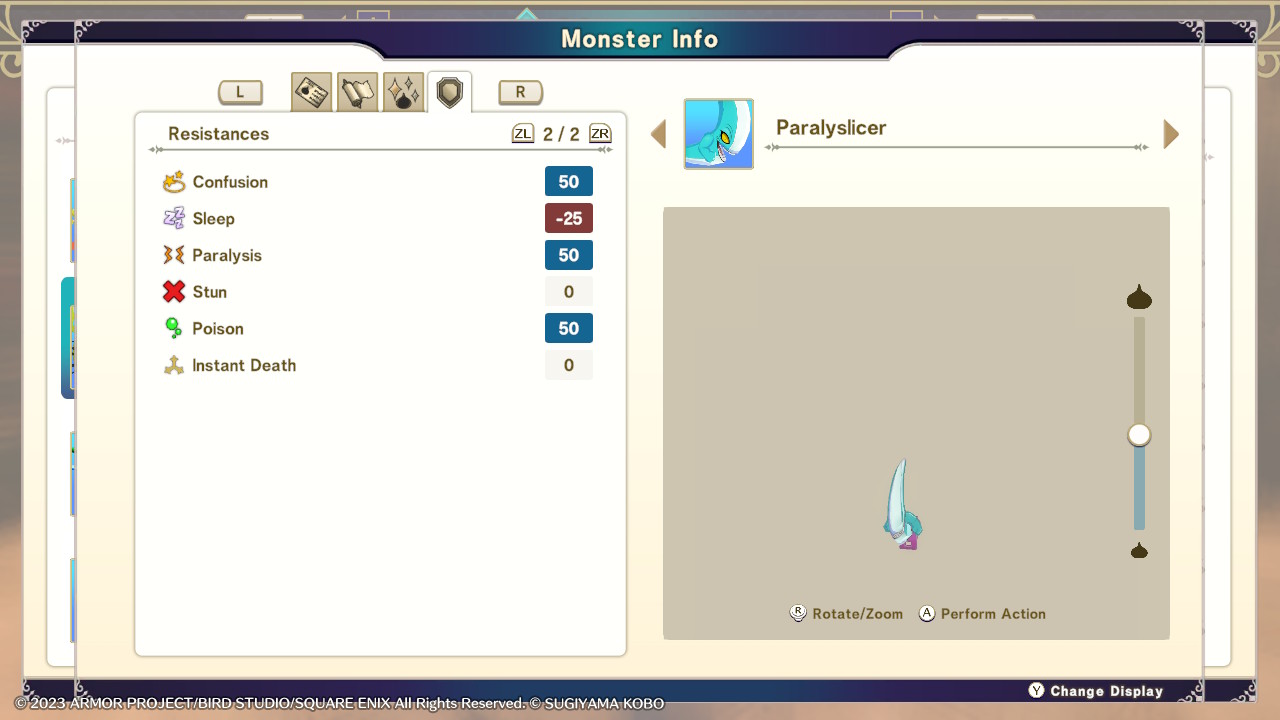 Monster Info
L
R
Resistances
ZL 2 / 2 ZR
Confusion 50
Sleep -25
Paralysis 50
Stun 0
Poison 50
Instant Death 0
Paralyslicer
R Rotate/Zoom A Perform Action
Y Change Display
© 2023 ARMOR PROJECT/BIRD STUDIO/SQUARE ENIX All Rights Reserved. © SUGIYAMA KOBO